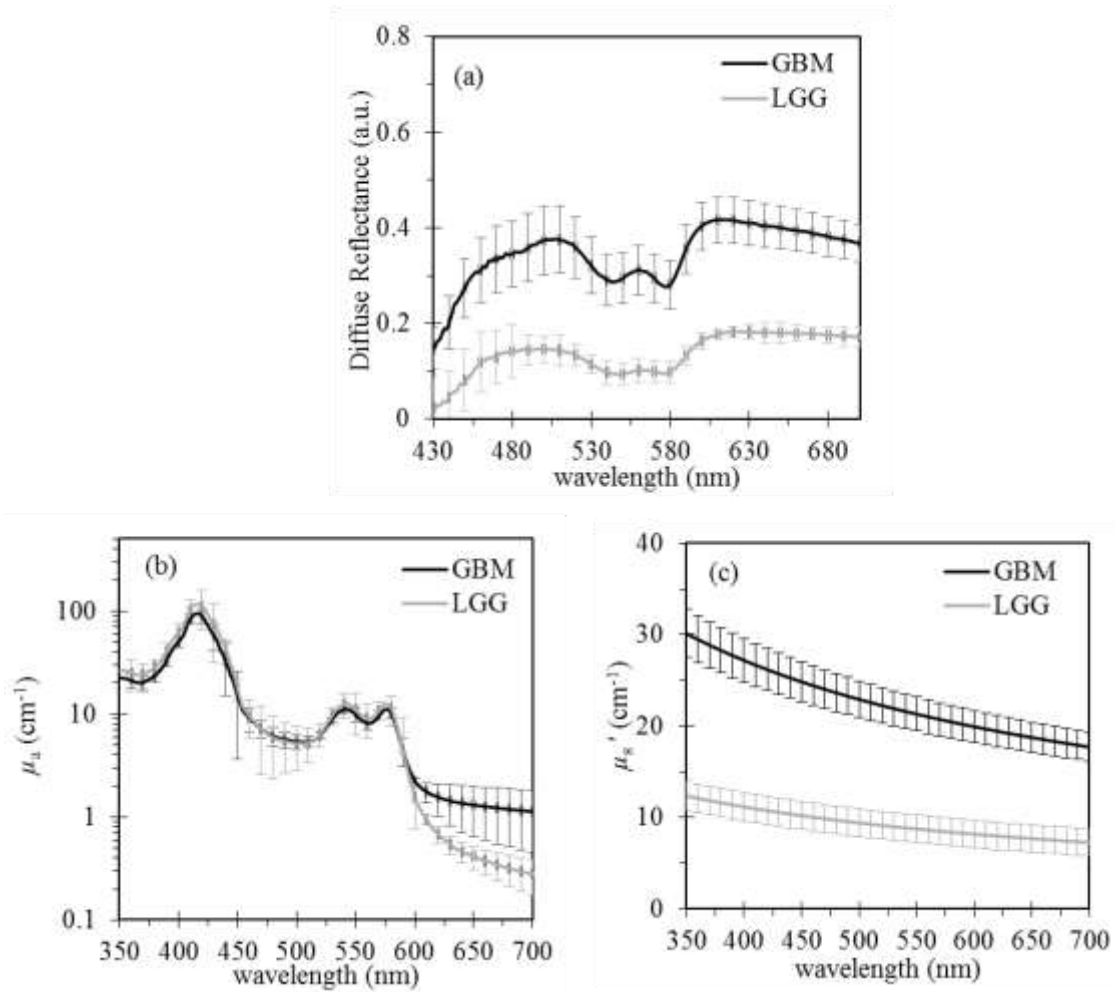 (a)
GBM
LGG
Diffuse Reflectance (a.u.)
0.8
0.6
0.4
0.2
0
430 480 530 580 630 680
wavelength (nm)
(b)
GBM
LGG
μa (cm-1)
100
10
1
0.1
350 400 450 500 550 600 650 700
wavelength (nm)
(c)
GBM
LGG
μs' (cm-1)
40
30
20
10
0
350 400 450 500 550 600 650 700
wavelength (nm)